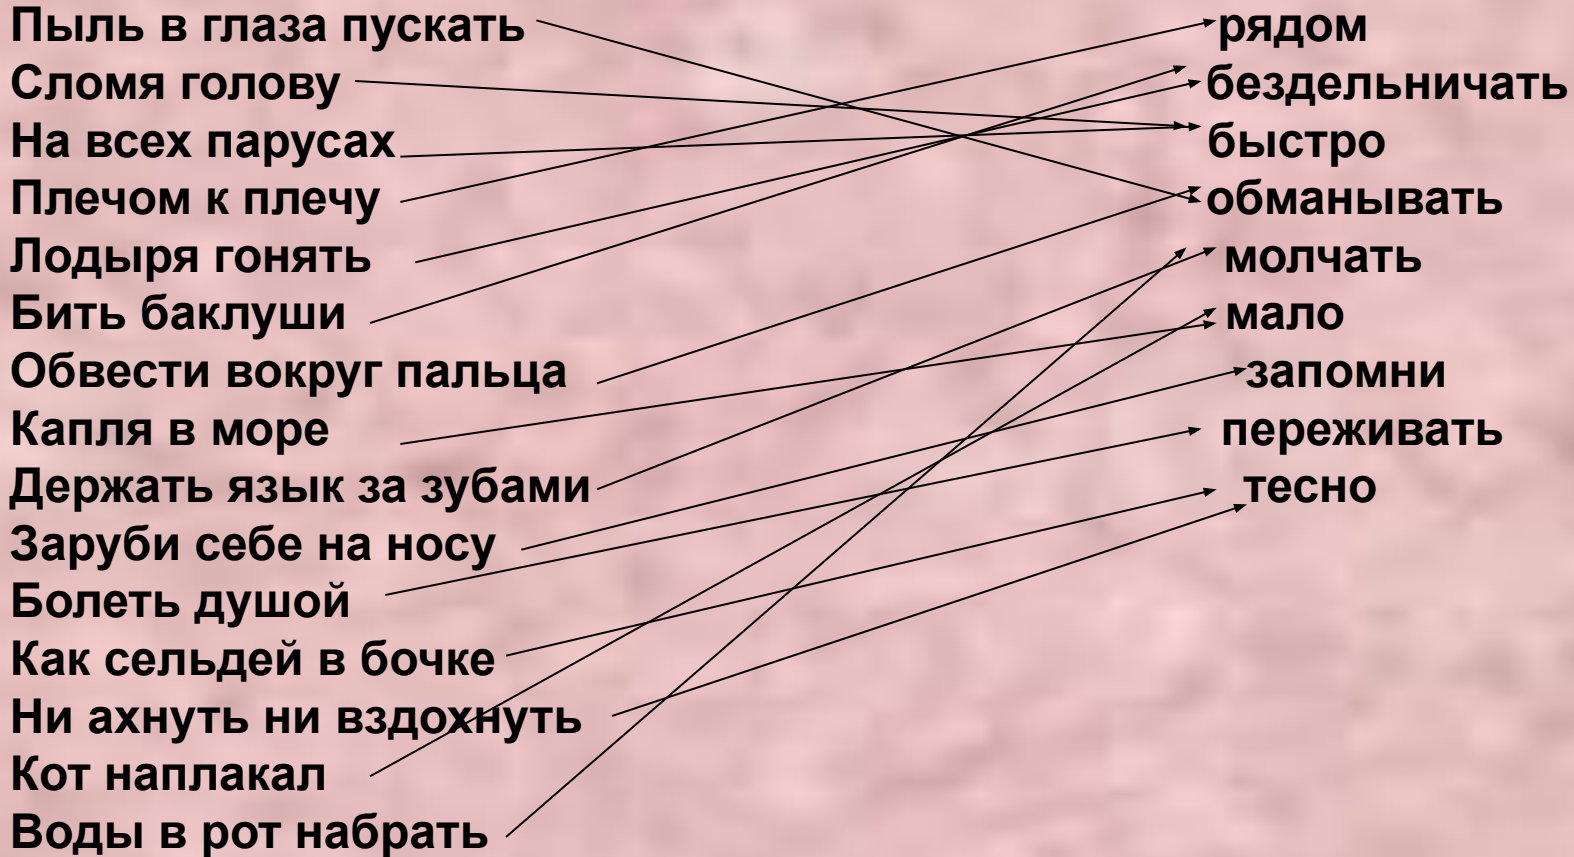 Пыль в глаза пускать
Сломя голову
На всех парусах
Плечом к плечу
Лодыря гонять
Бить баклуши
Обвести вокруг пальца
Капля в море
Держать язык за зубами
Заруби себе на носу
Болеть душой
Как сельдей в бочке
Ни ахнуть ни вздохнуть
Кот наплакал
Воды в рот набрать
рядом
бездельничать
быстро
обманывать
молчать
мало
запомни
переживать
тесно